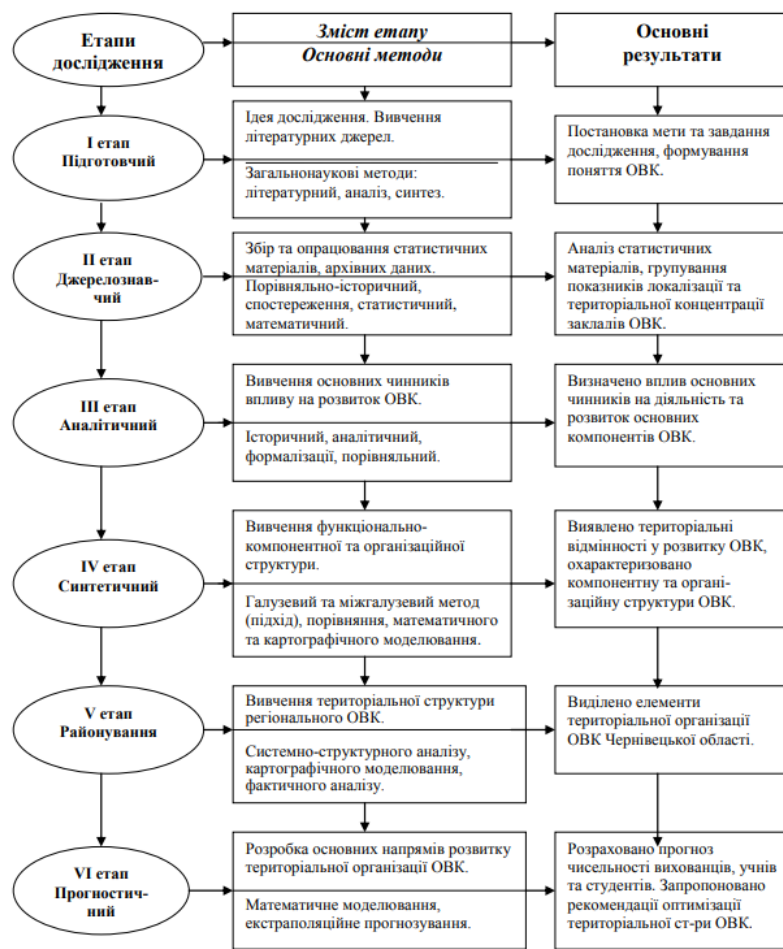 Етапи
дослідження
Зміст етапу
Основні методи
Основні
результати
І етап
Підготовчий
Ідея дослідження. Вивчення
літературних джерел.
Загальнонаукові методи:
літературний, аналіз, синтез.
Постановка мети та завдання
дослідження, формування
поняття ОВК.
ІІ етап
Джерелознав-
чий
Збір та опрацювання статистичних
матеріалів, архівних даних.
Порівняльно-історичний,
спостереження, статистичний,
математичний.
Аналіз статистичних
матеріалів, групування
показників локалізації та
територіальної концентрації
заклалів ОВК.
ІІІ етап
Аналітичний
Вивчення основних чинників
впливу на розвиток ОВК.
Історичний, аналітичний,
формалізації, порівняльний.
Визначено вплив основних
чинників на діяльність та
розвиток основних
компонентів ОВК.
IV етап
Синтетичний
Вивчення функціонально-
компонентної та організаційної
структури.
Галузевий та міжгалузевий метод
(підхід), порівняння, математичного
та картографічного моделювання.
Виявлено територіальні
відмінності у розвитку ОВК,
охарактеризовано
компонентну та органі-
заційну структури ОВК.
V етап
Районування
Вивчення територіальної структури
регіонального ОВК.
Системно-структурного аналізу,
картографічного моделювання,
фактичного аналізу.
Виділено елементи
територіальної організації
ОВК Чернівецької області.
VI етап
Прогностич-
ний
Розробка основних напрямів розвитку
територіальної організації ОВК.
Математичне моделювання,
екстраполяційне прогнозування.
Розраховано прогноз
чисельності вихованців, учнів
та студентів. Запропоновано
рекомендації оптимізації
територіальної ст-ри ОВК.